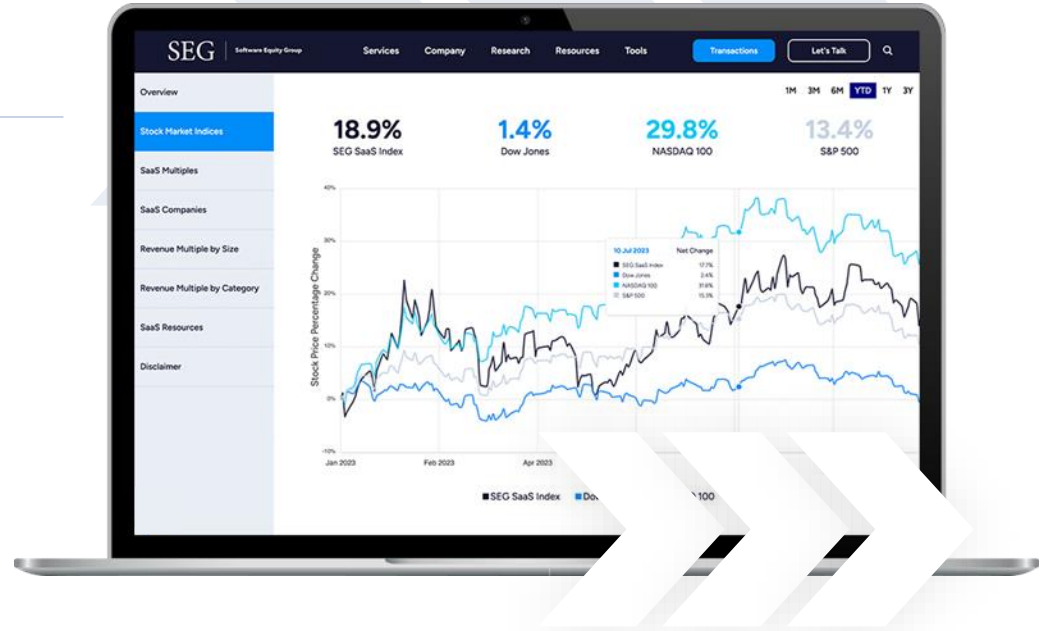 SEG Software Equity Group Services Company Research Resources Tools Transactions Let's Talk
Overview
Stock Market Indices
SaaS Multiples
SaaS Companies
Revenue Multiple by Size
Revenue Multiple by Category
SaaS Resources
Disclaimer
1M 3M 6M YTD 1Y 3Y
18.9% 1.4% 29.8% 13.4%
SEG SaaS Index Dow Jones NASDAQ 100 S&P 500
Stock Price Percentage Change
40%
30%
20%
10%
0%
-10%
10 Jul 2023 Net Change
SEG SaaS Index 17.7%
Dow Jones 2.4%
NASDAQ 100 31.6%
S&P 500 15.3%
Jan 2023 Feb 2023 Apr 2023
SEG SaaS Index 100